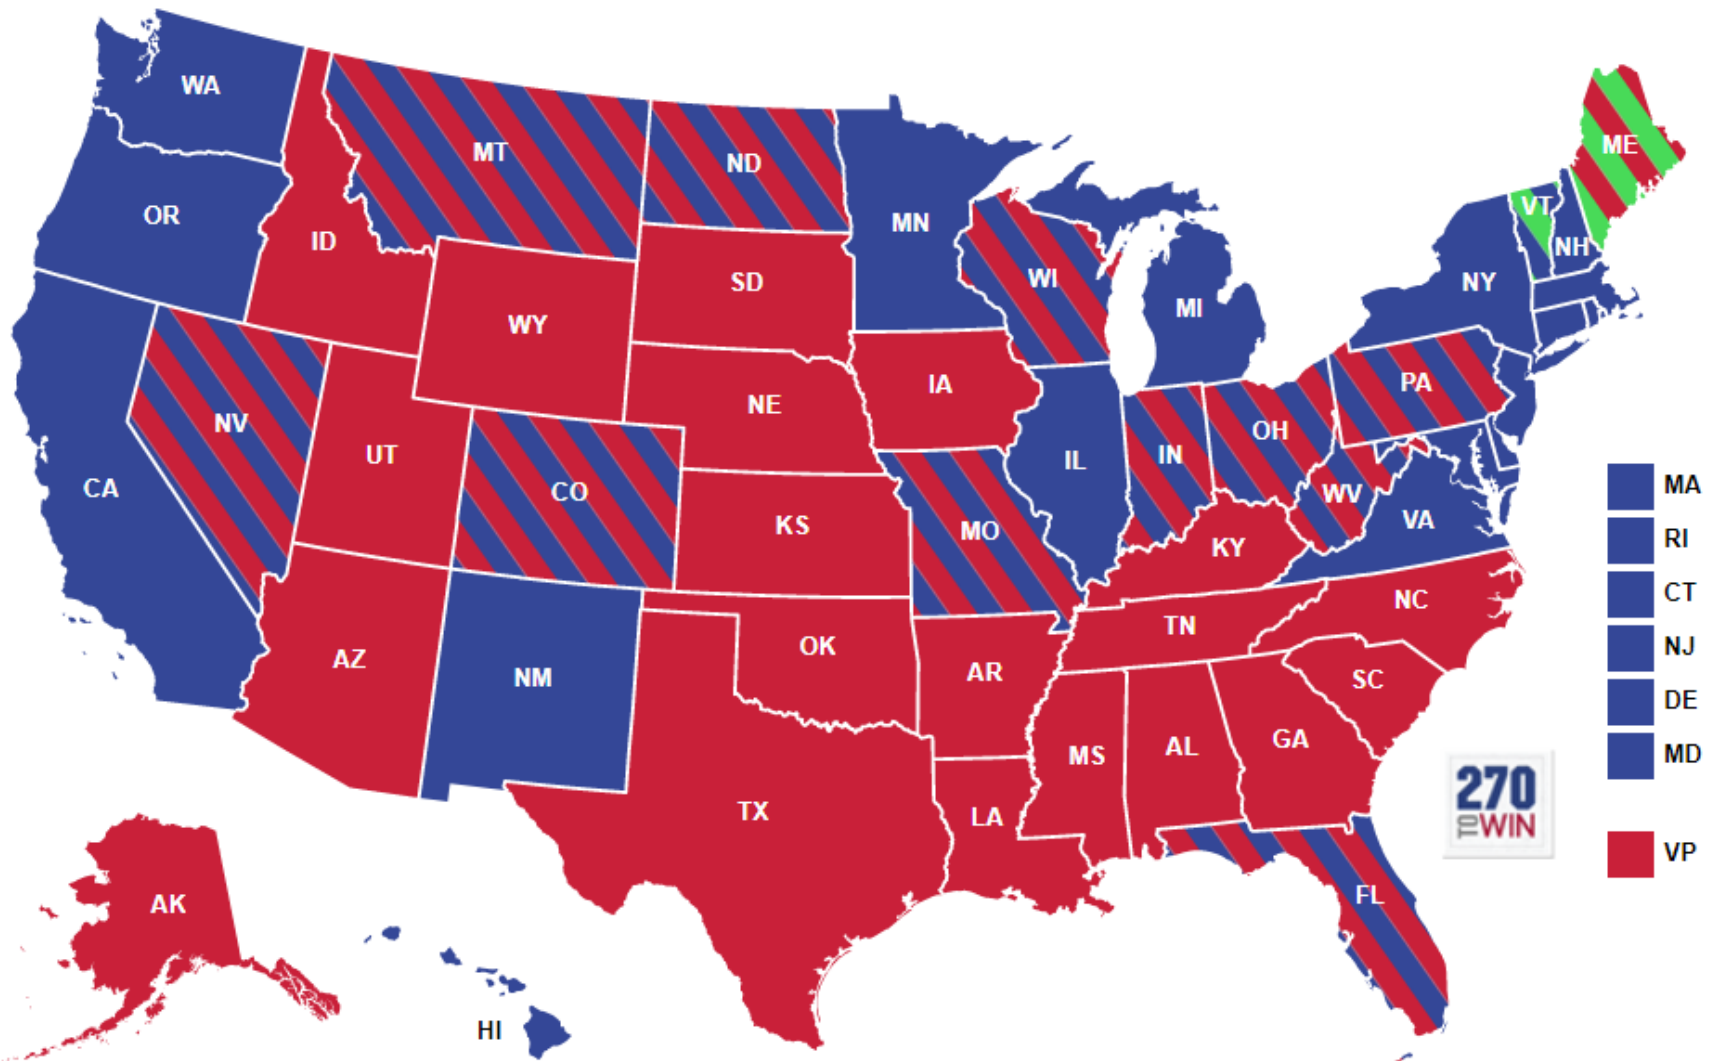 WA
MT
ND
ME
OR
ID
MN
VT
NH
SD
WI
NY
WY
MI
IA
PA
NE
NV
UT
CO
CA
IL
IN
OH
KS
MO
WV
VA
KY
NC
TN
AZ
NM
OK
AR
SC
MS
AL
GA
TX
LA
FL
AK
HI
MA
RI
CT
NJ
DE
MD
270
TO WIN
VP